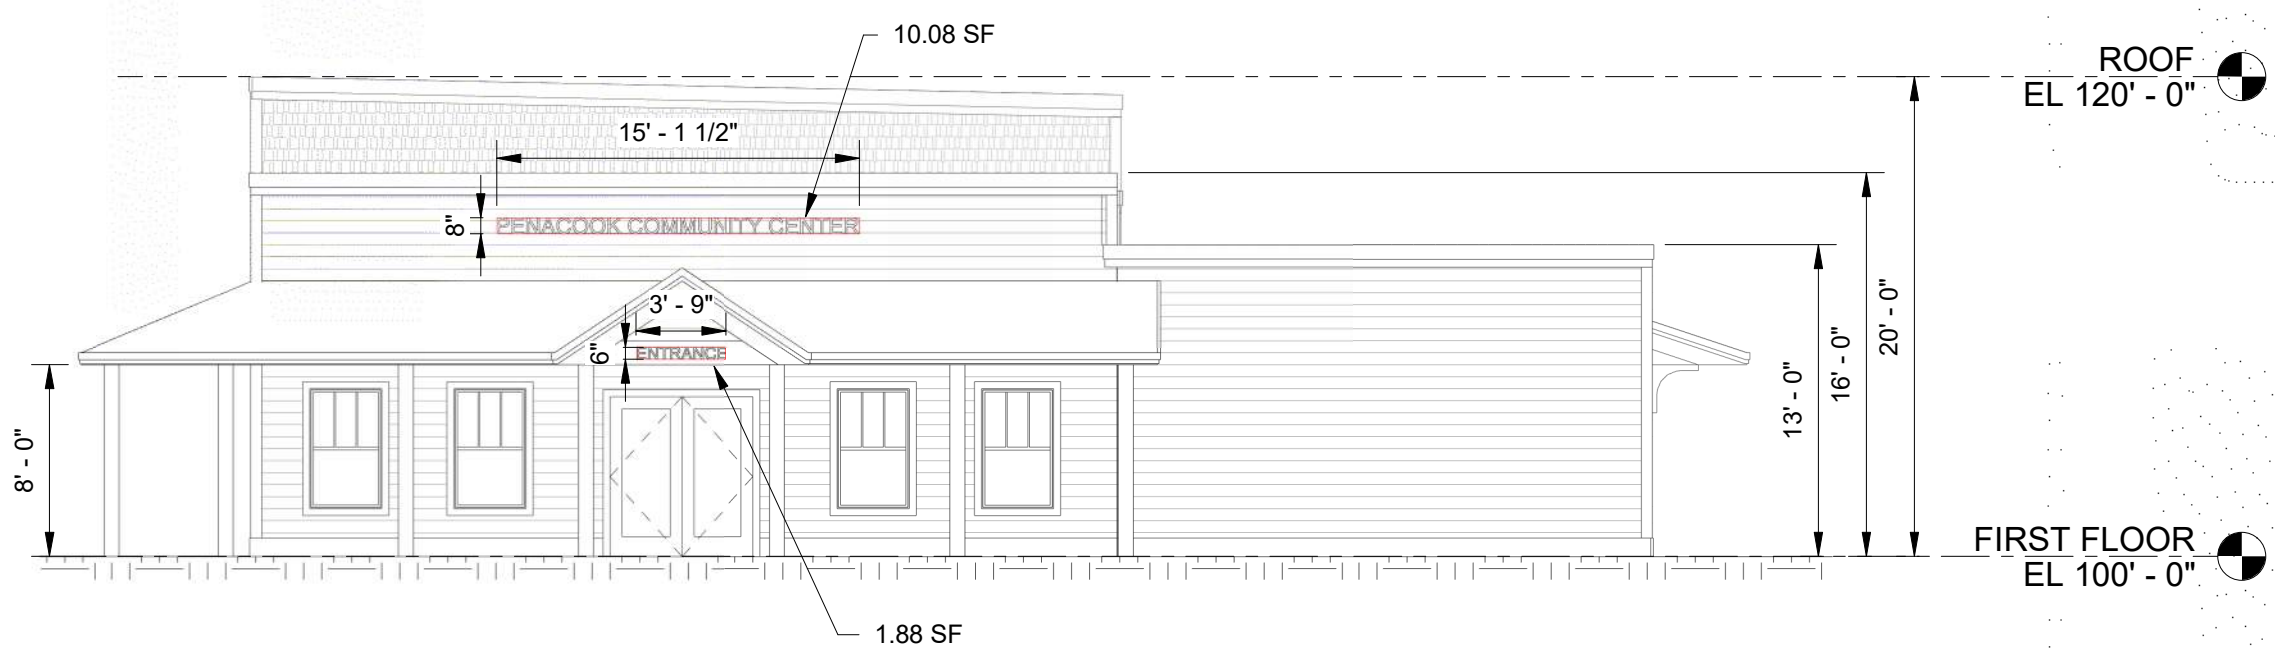 10.08 SF
ROOF
EL 120' - 0"
15' - 1 1/2"
8"
PENACOOK COMMUNITY CENTER
3' - 9"
6"
ENTRANCE
8' - 0"
13' - 0"
16' - 0"
20' - 0"
FIRST FLOOR
EL 100' - 0"
1.88 SF